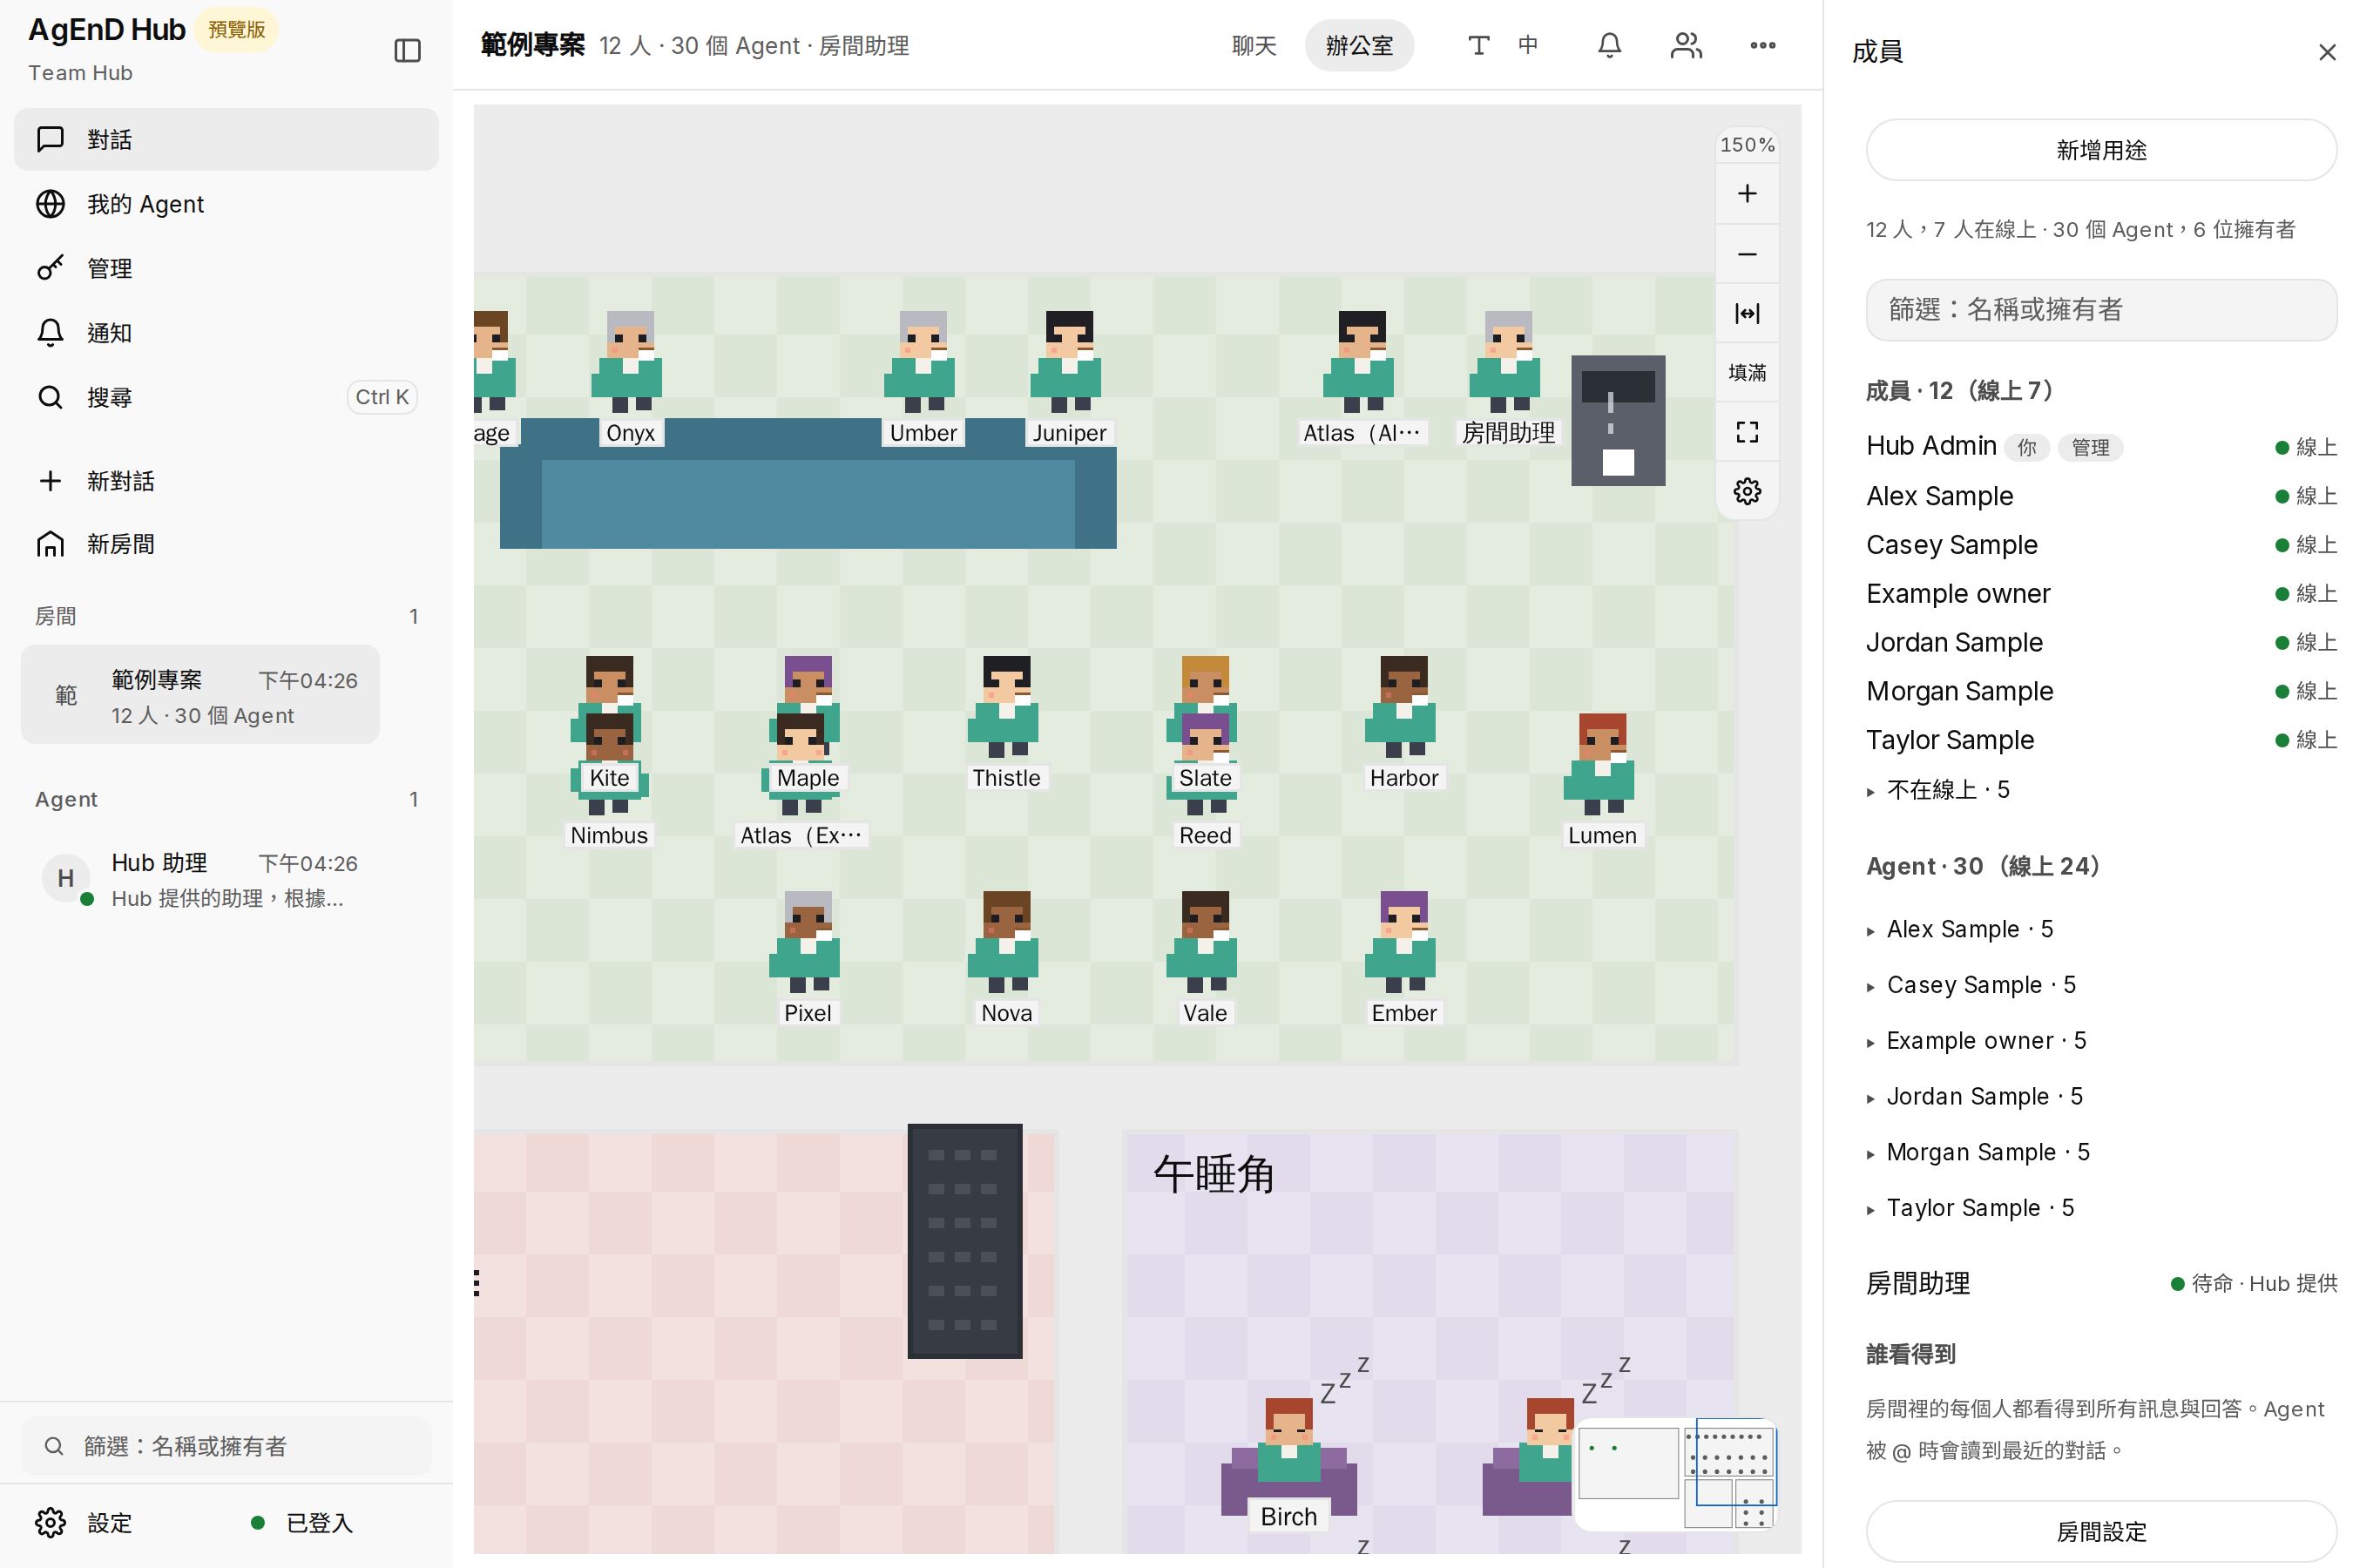 AgEnD Hub 預覽版
Team Hub
對話
我的 Agent
管理
通知
搜尋 Ctrl K
新對話
新房間
房間 1
範 範例專案 下午04:26
12 人 · 30 個 Agent
Agent 1
H Hub 助理 下午04:26
Hub 提供的助理，根據…
篩選：名稱或擁有者
設定 已登入
範例專案 12 人 · 30 個 Agent · 房間助理
聊天 辦公室 中
150%
填滿
age Onyx Umber Juniper Atlas（Al… 房間助理
Kite Maple Thistle Slate Harbor
Nimbus Atlas（Ex… Reed Lumen
Pixel Nova Vale Ember
午睡角
z z z z z z
Birch
z z
成員
新增用途
12 人，7 人在線上 · 30 個 Agent，6 位擁有者
篩選：名稱或擁有者
成員 · 12（線上 7）
Hub Admin 你 管理 線上
Alex Sample 線上
Casey Sample 線上
Example owner 線上
Jordan Sample 線上
Morgan Sample 線上
Taylor Sample 線上
不在線上 · 5
Agent · 30（線上 24）
Alex Sample · 5
Casey Sample · 5
Example owner · 5
Jordan Sample · 5
Morgan Sample · 5
Taylor Sample · 5
房間助理 待命 · Hub 提供
誰看得到
房間裡的每個人都看得到所有訊息與回答。Agent
被 @ 時會讀到最近的對話。
房間設定